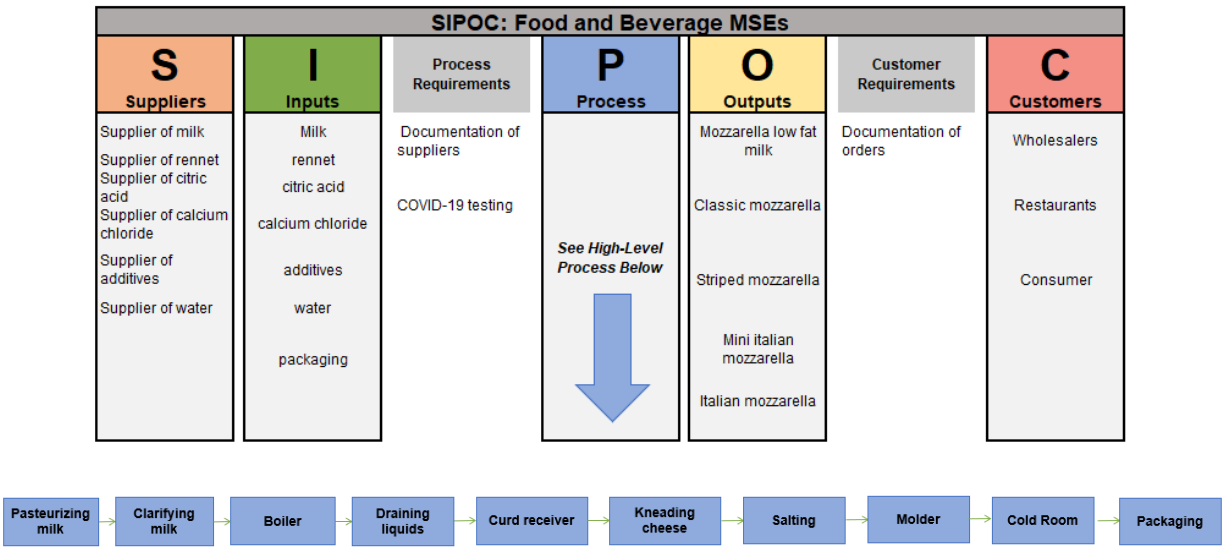 SIPOC: Food and Beverage MSEs
S
Suppliers
Supplier of milk
Supplier of rennet
Supplier of citric
acid
Supplier of calcium
chloride
Supplier of
additives
Supplier of water
I
Inputs
Milk
rennet
citric acid
calcium chloride
additives
water
packaging
Process
Requirements
Documentation of
suppliers
COVID-19 testing
P
Process
See High-Level
Process Below
O
Outputs
Mozzarella low fat
milk
Classic mozzarella
Striped mozzarella
Mini italian
mozzarella
Italian mozzarella
Customer
Requirements
Documentation of
orders
C
Customers
Wholesalers
Restaurants
Consumer
Pasteurizing
milk
Clarifying
milk
Boiler
Draining
liquids
Curd receiver
Kneading
cheese
Salting
Molder
Cold Room
Packaging